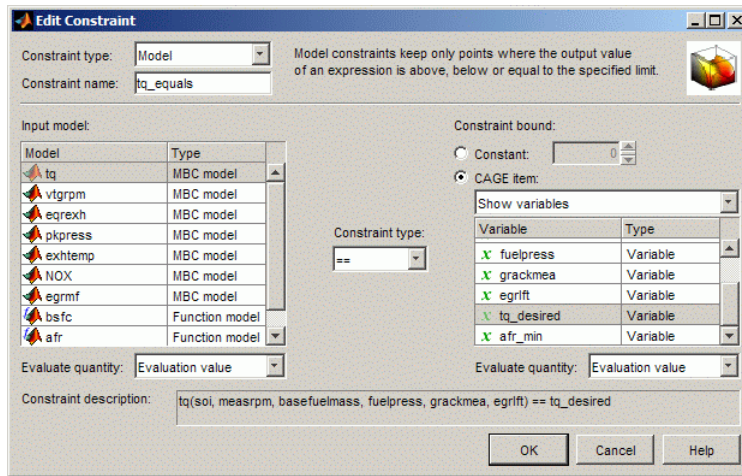 Edit Constraint
Constraint type: Model
Model constraints keep only points where the output value
of an expression is above, below or equal to the specified limit.
Constraint name: tq_equals
Input model:
Model Type
tq MBC model
vtgrpm MBC model
eqrexh MBC model
pkpress MBC model
exhtemp MBC model
NOX MBC model
egrmf MBC model
bsfc Function model
afr Function model
Evaluate quantity: Evaluation value
Constraint type:
==
Constraint bound:
Constant: 0
CAGE item:
Show variables
Variable Type
fuelpress Variable
grackmea Variable
egrlft Variable
tq_desired Variable
afr_min Variable
Evaluate quantity: Evaluation value
Constraint description: tq(soi, measrpm, basefuelmass, fuelpress, grackmea, egrlft) == tq_desired
OK Cancel Help